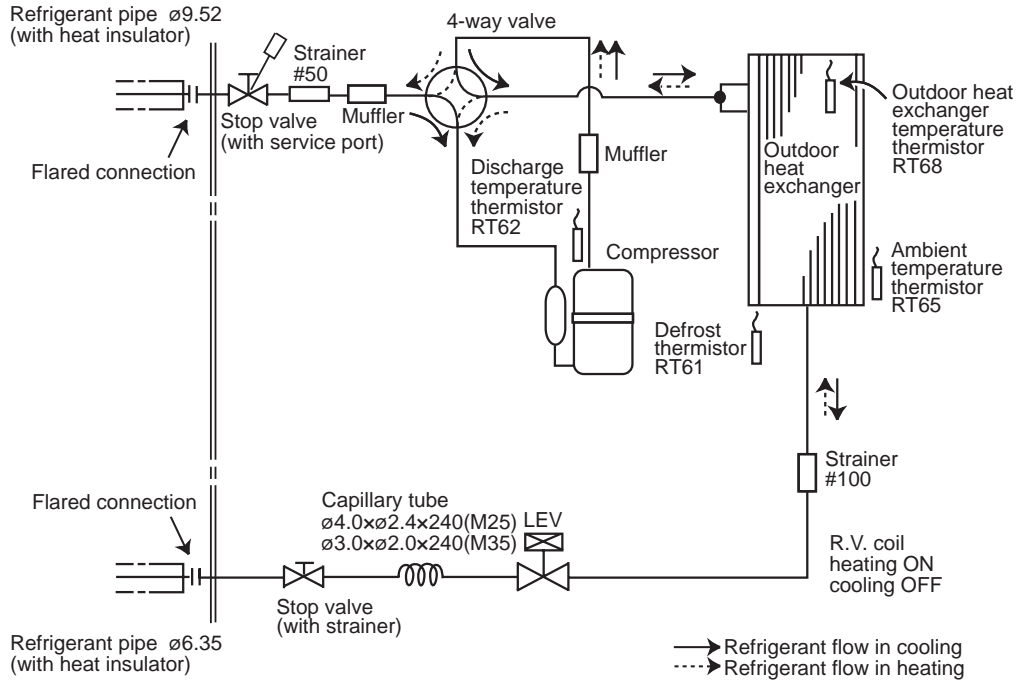 Refrigerant pipe ø9.52
(with heat insulator)
4-way valve
Strainer
#50
Stop valve
(with service port)
Muffler
Flared connection
Discharge
temperature
thermistor
RT62
Muffler
Compressor
Outdoor
heat
exchanger
Outdoor heat
exchanger
temperature
thermistor
RT68
Ambient
temperature
thermistor
RT65
Defrost
thermistor
RT61
Strainer
#100
Flared connection
Capillary tube
ø4.0×ø2.4×240(M25)
ø3.0×ø2.0×240(M35)
LEV
R.V. coil
heating ON
cooling OFF
Stop valve
(with strainer)
Refrigerant pipe ø6.35
(with heat insulator)
Refrigerant flow in cooling
Refrigerant flow in heating